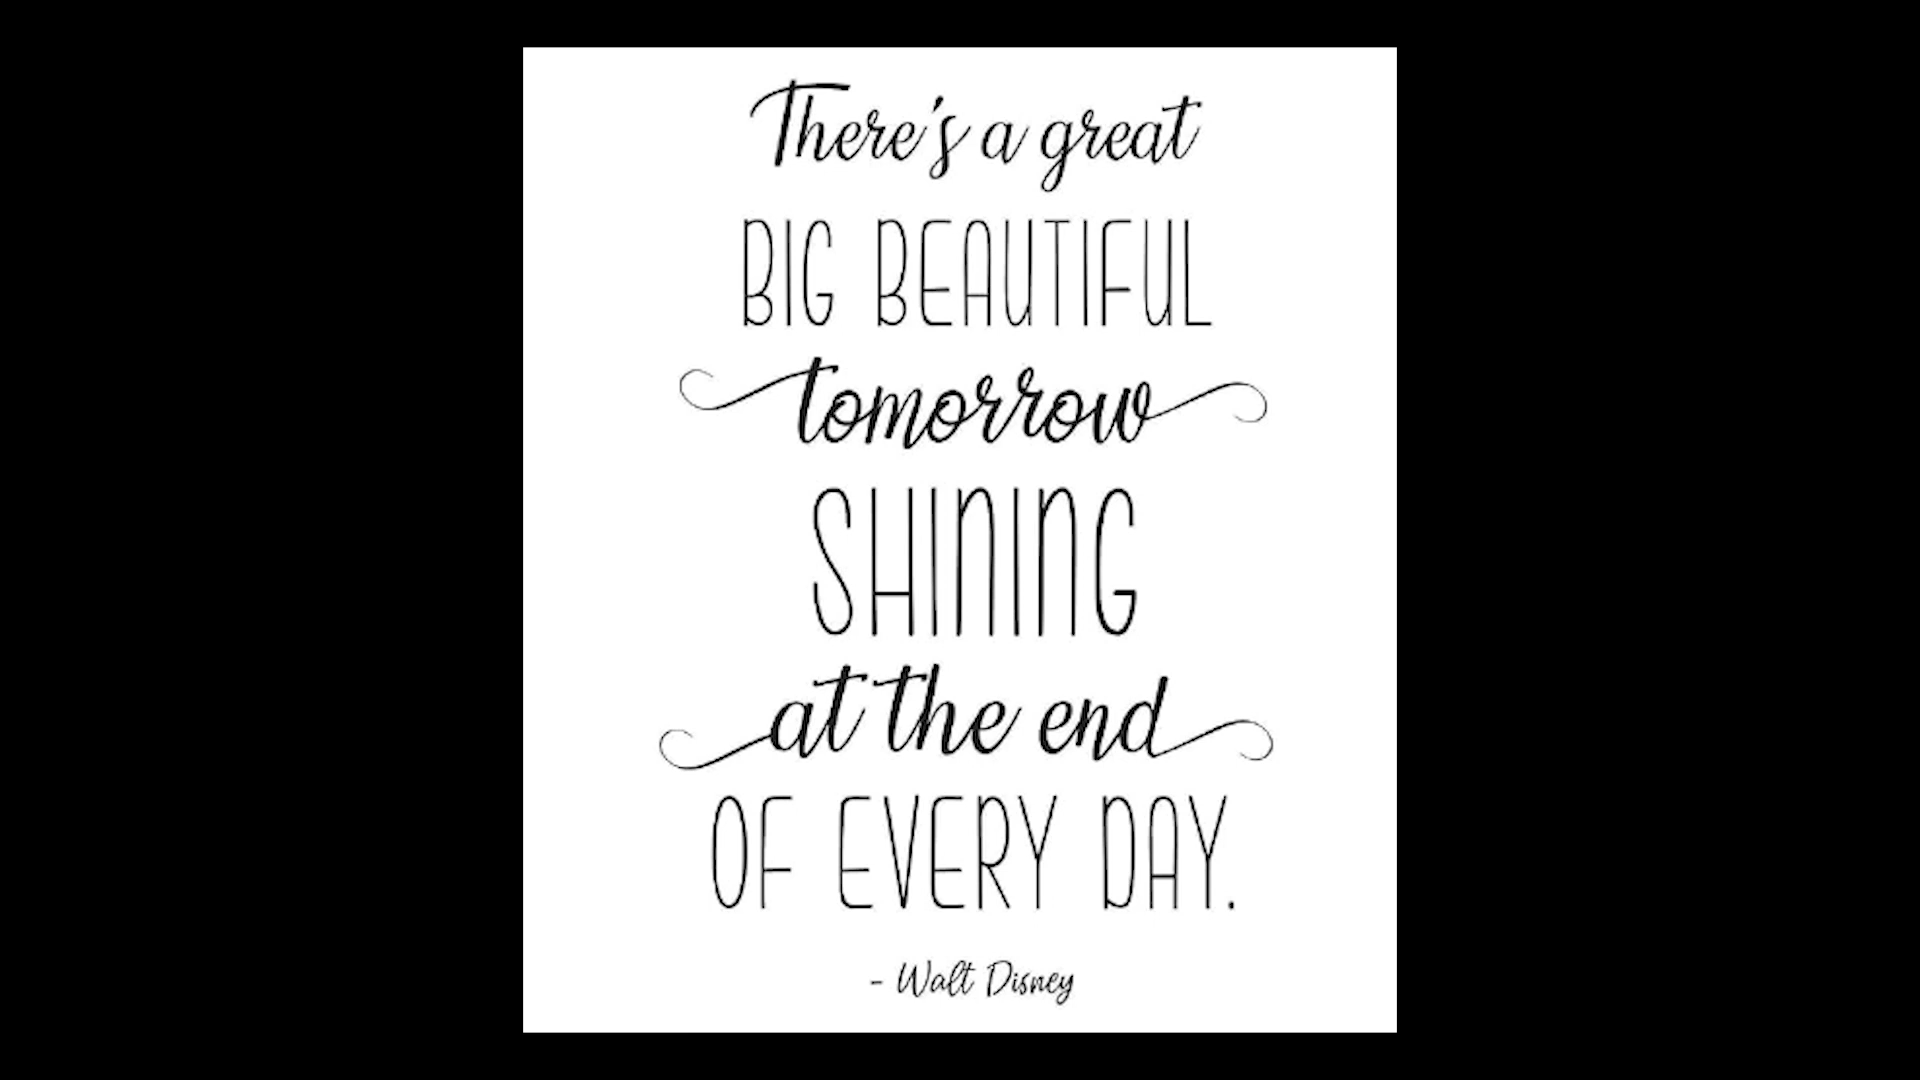 There's a great
BIG BEAUTIFUL
tomorrow
SHINING
at the end
OF EVERY DAY.
- Walt Disney